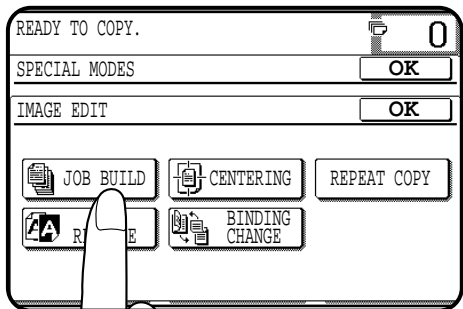 READY TO COPY.
0
SPECIAL MODES
OK
IMAGE EDIT
OK
JOB BUILD
CENTERING
REPEAT COPY
BINDING
CHANGE